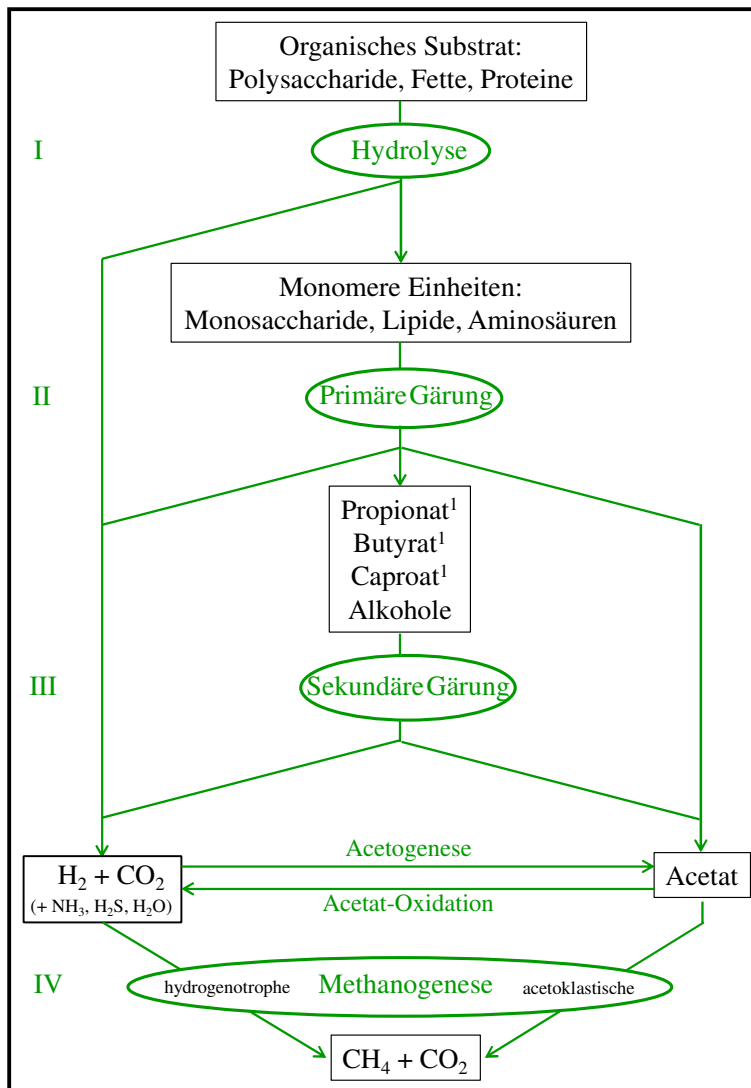 Organisches Substrat:
Polysaccharide, Fette, Proteine
I
Hydrolyse
Monomere Einheiten:
Monosaccharide, Lipide, Aminosäuren
II
Primäre Gärung
Propionat¹
Butyrat¹
Caproat¹
Alkohole
III
Sekundäre Gärung
Acetogenese
H₂ + CO₂
(+ NH₃, H₂S, H₂O)
Acetat
Acetat-Oxidation
IV
hydrogenotrophe Methanogenese acetoklastische
CH₄ + CO₂